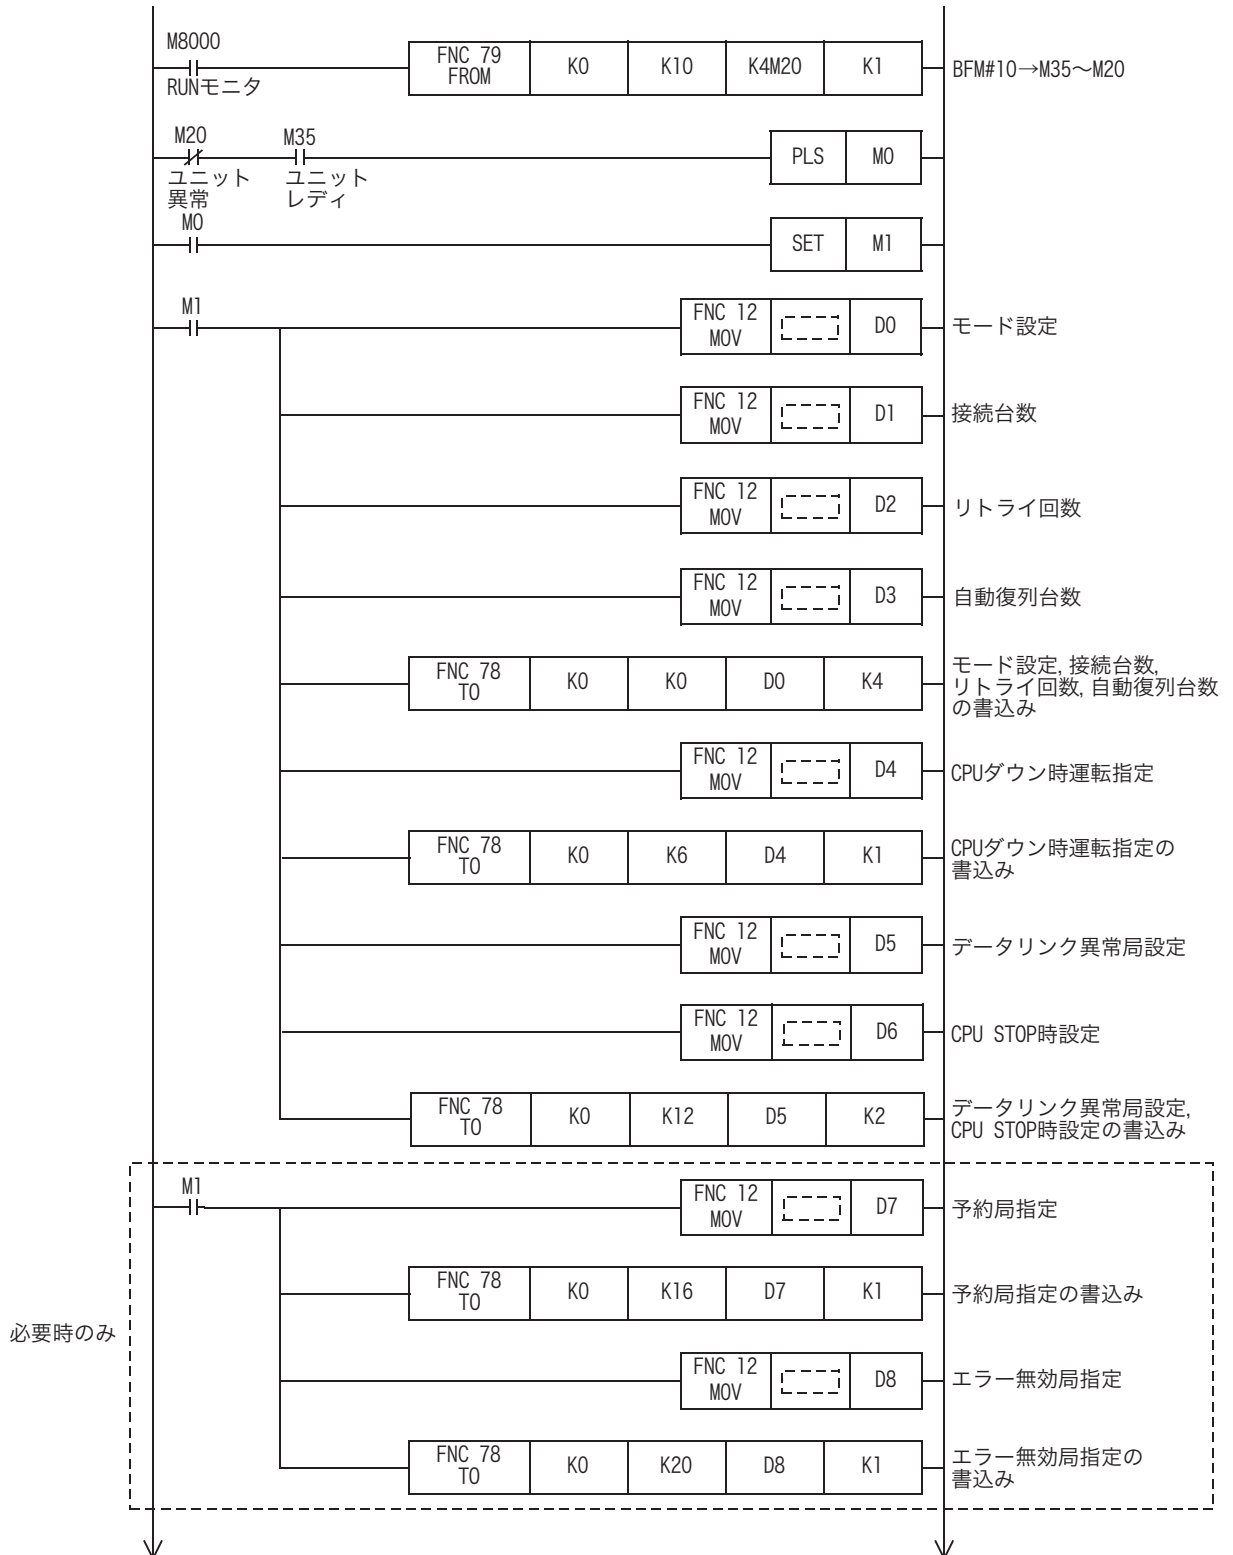 M8000
RUNモニタ
FNC 79
FROM
K0
K10
K4M20
K1
BFM#10→M35～M20
M20
ユニット
異常
M35
ユニット
レディ
PLS
M0
M0
SET
M1
M1
FNC 12
MOV
D0
モード設定
FNC 12
MOV
D1
接続台数
FNC 12
MOV
D2
リトライ回数
FNC 12
MOV
D3
自動復列台数
FNC 78
TO
K0
K0
D0
K4
モード設定, 接続台数,
リトライ回数, 自動復列台数
の書込み
FNC 12
MOV
D4
CPUダウン時運転指定
FNC 78
TO
K0
K6
D4
K1
CPUダウン時運転指定の
書込み
FNC 12
MOV
D5
データリンク異常局設定
FNC 12
MOV
D6
CPU STOP時設定
FNC 78
TO
K0
K12
D5
K2
データリンク異常局設定,
CPU STOP時設定の書込み
必要時のみ
M1
FNC 12
MOV
D7
予約局指定
FNC 78
TO
K0
K16
D7
K1
予約局指定の書込み
FNC 12
MOV
D8
エラー無効局指定
FNC 78
TO
K0
K20
D8
K1
エラー無効局指定の
書込み